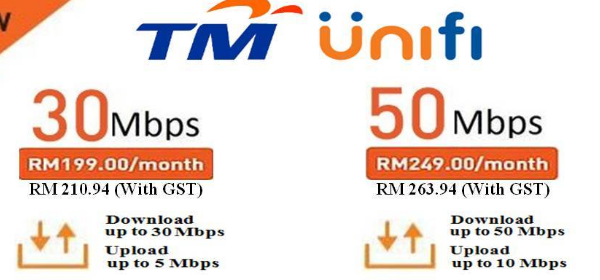 TM unifi
30Mbps
RM199.00/month
RM 210.94 (With GST)
Download
up to 30 Mbps
Upload
up to 5 Mbps
50Mbps
RM249.00/month
RM 263.94 (With GST)
Download
up to 50 Mbps
Upload
up to 10 Mbps